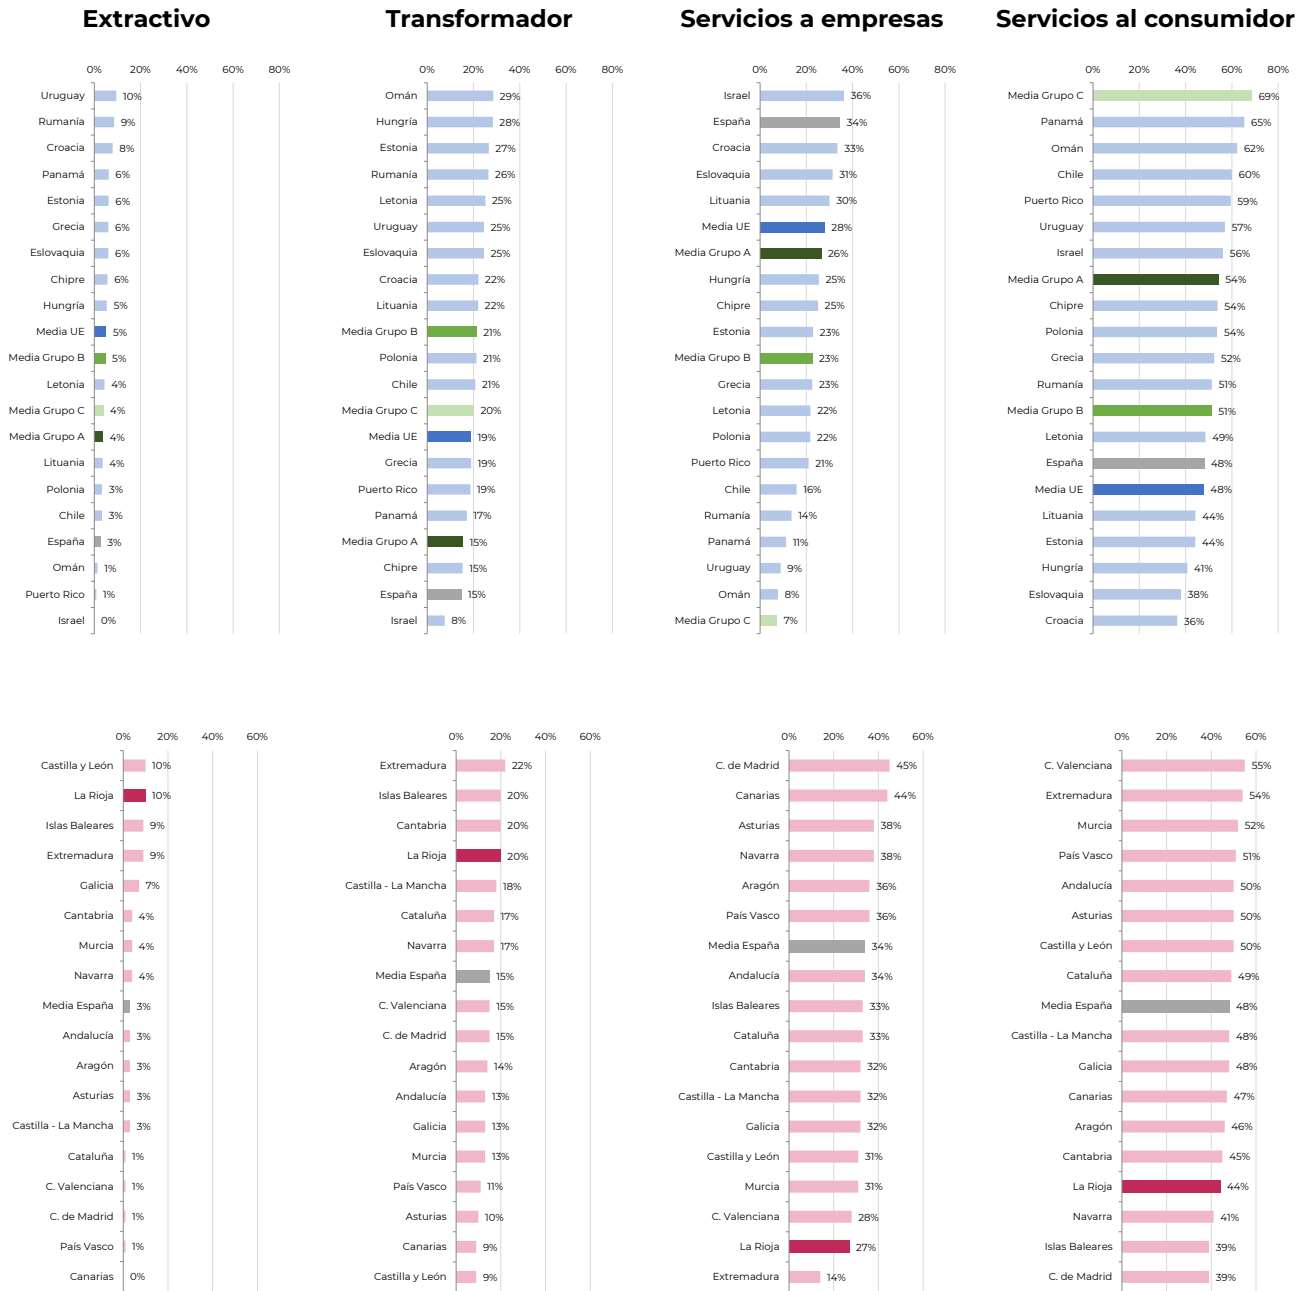 Extractivo
0% 20% 40% 60% 80%
Uruguay 10%
Rumanía 9%
Croacia 8%
Panamá 6%
Estonia 6%
Grecia 6%
Eslovaquia 6%
Chipre 6%
Hungría 5%
Media UE 5%
Media Grupo B 5%
Letonia 4%
Media Grupo C 4%
Media Grupo A 4%
Lituania 4%
Polonia 3%
Chile 3%
España 3%
Omán 1%
Puerto Rico 1%
Israel 0%
Transformador
0% 20% 40% 60% 80%
Omán 29%
Hungría 28%
Estonia 27%
Rumanía 26%
Letonia 25%
Uruguay 25%
Eslovaquia 25%
Croacia 22%
Lituania 22%
Media Grupo B 21%
Polonia 21%
Chile 21%
Media Grupo C 20%
Media UE 19%
Grecia 19%
Puerto Rico 19%
Panamá 17%
Media Grupo A 15%
Chipre 15%
España 15%
Israel 8%
Servicios a empresas
0% 20% 40% 60% 80%
Israel 36%
España 34%
Croacia 33%
Eslovaquia 31%
Lituania 30%
Media UE 28%
Media Grupo A 26%
Hungría 25%
Chipre 25%
Estonia 23%
Media Grupo B 23%
Grecia 23%
Letonia 22%
Polonia 22%
Puerto Rico 21%
Chile 16%
Rumanía 14%
Panamá 11%
Uruguay 9%
Omán 8%
Media Grupo C 7%
Servicios al consumidor
0% 20% 40% 60% 80%
Media Grupo C 69%
Panamá 65%
Omán 62%
Chile 60%
Puerto Rico 59%
Uruguay 57%
Israel 56%
Media Grupo A 54%
Chipre 54%
Polonia 54%
Grecia 52%
Rumanía 51%
Media Grupo B 51%
Letonia 49%
España 48%
Media UE 48%
Lituania 44%
Estonia 44%
Hungría 41%
Eslovaquia 38%
Croacia 36%
0% 20% 40% 60%
Castilla y León 10%
La Rioja 10%
Islas Baleares 9%
Extremadura 9%
Galicia 7%
Cantabria 4%
Murcia 4%
Navarra 4%
Media España 3%
Andalucía 3%
Aragón 3%
Asturias 3%
Castilla - La Mancha 3%
Cataluña 1%
C. Valenciana 1%
C. de Madrid 1%
País Vasco 1%
Canarias 0%
0% 20% 40% 60%
Extremadura 22%
Islas Baleares 20%
Cantabria 20%
La Rioja 20%
Castilla - La Mancha 18%
Cataluña 17%
Navarra 17%
Media España 15%
C. Valenciana 15%
C. de Madrid 15%
Aragón 14%
Andalucía 13%
Galicia 13%
Murcia 13%
País Vasco 11%
Asturias 10%
Canarias 9%
Castilla y León 9%
0% 20% 40% 60%
C. de Madrid 45%
Canarias 44%
Asturias 38%
Navarra 38%
Aragón 36%
País Vasco 36%
Media España 34%
Andalucía 34%
Islas Baleares 33%
Cataluña 33%
Cantabria 32%
Castilla - La Mancha 32%
Galicia 32%
Castilla y León 31%
Murcia 31%
C. Valenciana 28%
La Rioja 27%
Extremadura 14%
0% 20% 40% 60%
C. Valenciana 55%
Extremadura 54%
Murcia 52%
País Vasco 51%
Andalucía 50%
Asturias 50%
Castilla y León 50%
Cataluña 49%
Media España 48%
Castilla - La Mancha 48%
Galicia 48%
Canarias 47%
Aragón 46%
Cantabria 45%
La Rioja 44%
Navarra 41%
Islas Baleares 39%
C. de Madrid 39%